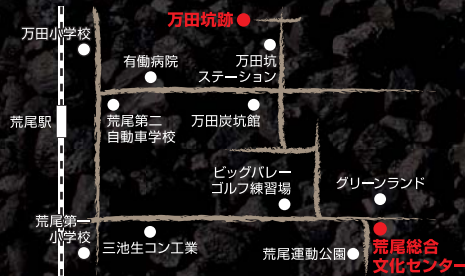 万田坑跡
万田小学校
有働病院
万田坑
ステーション
荒尾駅
荒尾第二
自動車学校
万田炭坑館
ビッグバレー
ゴルフ練習場
グリーンランド
荒尾第一
小学校
三池生コン工業
荒尾運動公園
荒尾総合
文化センター